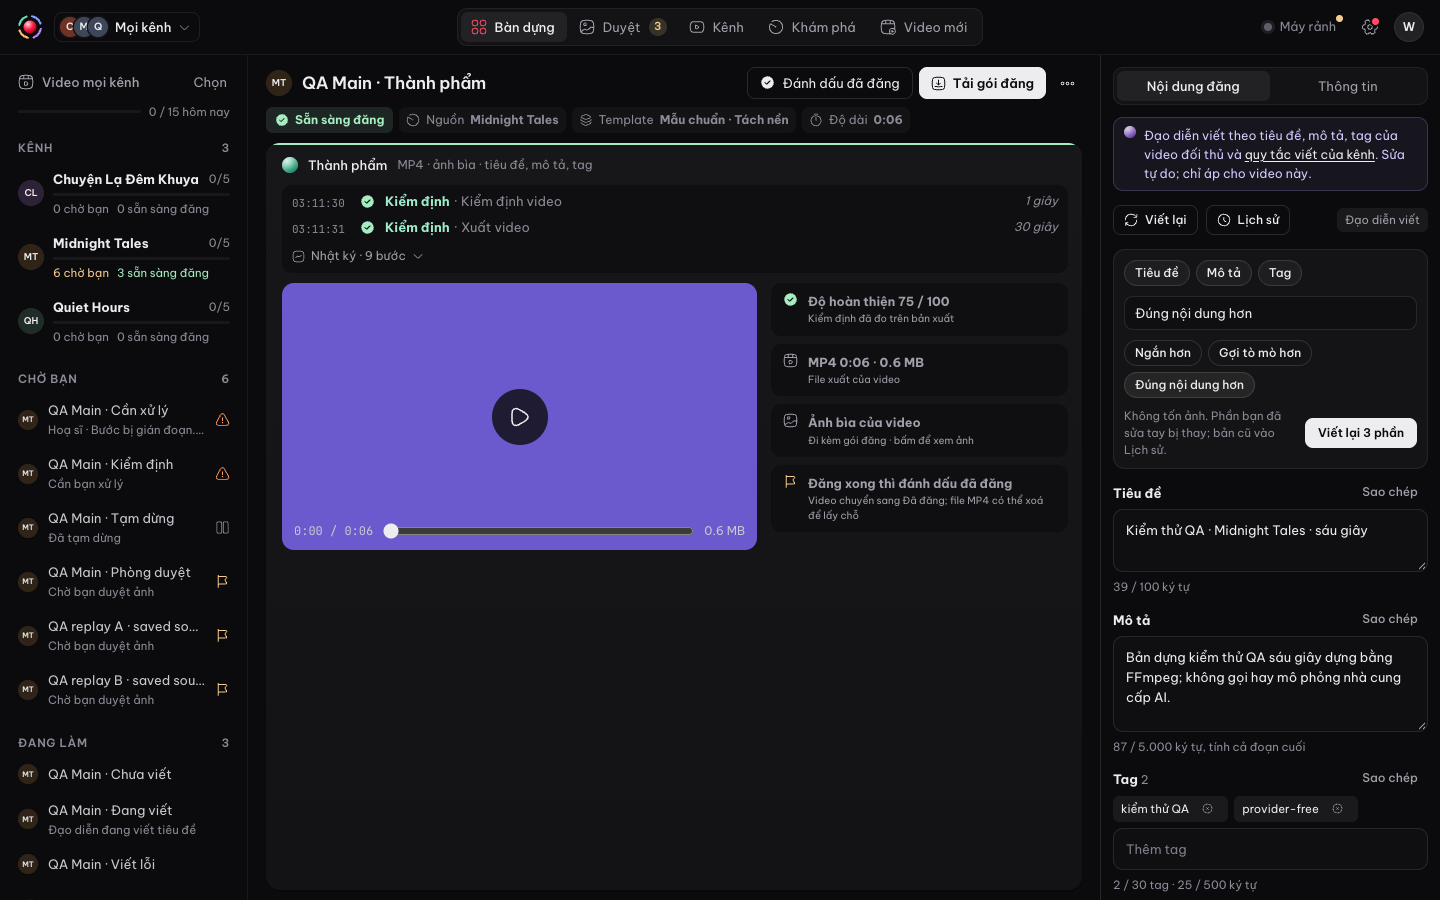 C M Q Mọi kênh
Bàn dựng
Duyệt 3
Kênh
Khám phá
Video mới
Máy rảnh
W
Video mọi kênh Chọn
0 / 15 hôm nay
KÊNH 3
CL Chuyện Lạ Đêm Khuya 0/5
0 chờ bạn 0 sẵn sàng đăng
MT Midnight Tales 0/5
6 chờ bạn 3 sẵn sàng đăng
QH Quiet Hours 0/5
0 chờ bạn 0 sẵn sàng đăng
CHỜ BẠN 6
MT QA Main · Cần xử lý
Hoạ sĩ · Bước bị gián đoạn....
MT QA Main · Kiểm định
Cần bạn xử lý
MT QA Main · Tạm dừng
Đã tạm dừng
MT QA Main · Phòng duyệt
Chờ bạn duyệt ảnh
MT QA replay A · saved so...
Chờ bạn duyệt ảnh
MT QA replay B · saved sou...
Chờ bạn duyệt ảnh
ĐANG LÀM 3
MT QA Main · Chưa viết
MT QA Main · Đang viết
Đạo diễn đang viết tiêu đề
MT QA Main · Viết lỗi
MT QA Main · Thành phẩm
Đánh dấu đã đăng
Tải gói đăng
Sẵn sàng đăng
Nguồn Midnight Tales
Template Mẫu chuẩn · Tách nền
Độ dài 0:06
Thành phẩm MP4 · ảnh bìa · tiêu đề, mô tả, tag
03:11:30 Kiểm định · Kiểm định video 1 giây
03:11:31 Kiểm định · Xuất video 30 giây
Nhật ký · 9 bước
0:00 / 0:06 0.6 MB
Độ hoàn thiện 75 / 100
Kiểm định đã đo trên bản xuất
MP4 0:06 · 0.6 MB
File xuất của video
Ảnh bìa của video
Đi kèm gói đăng · bấm để xem ảnh
Đăng xong thì đánh dấu đã đăng
Video chuyển sang Đã đăng; file MP4 có thể xoá
để lấy chỗ
Nội dung đăng
Thông tin
Đạo diễn viết theo tiêu đề, mô tả, tag của
video đối thủ và quy tắc viết của kênh. Sửa
tự do; chỉ áp cho video này.
Viết lại
Lịch sử
Đạo diễn viết
Tiêu đề
Mô tả
Tag
Đúng nội dung hơn
Ngắn hơn
Gợi tò mò hơn
Đúng nội dung hơn
Không tốn ảnh. Phần bạn đã
sửa tay bị thay; bản cũ vào
Lịch sử.
Viết lại 3 phần
Tiêu đề Sao chép
Kiểm thử QA · Midnight Tales · sáu giây
39 / 100 ký tự
Mô tả Sao chép
Bản dựng kiểm thử QA sáu giây dựng bằng
FFmpeg; không gọi hay mô phỏng nhà cung
cấp AI.
87 / 5.000 ký tự, tính cả đoạn cuối
Tag 2 Sao chép
kiểm thử QA
provider-free
Thêm tag
2 / 30 tag · 25 / 500 ký tự